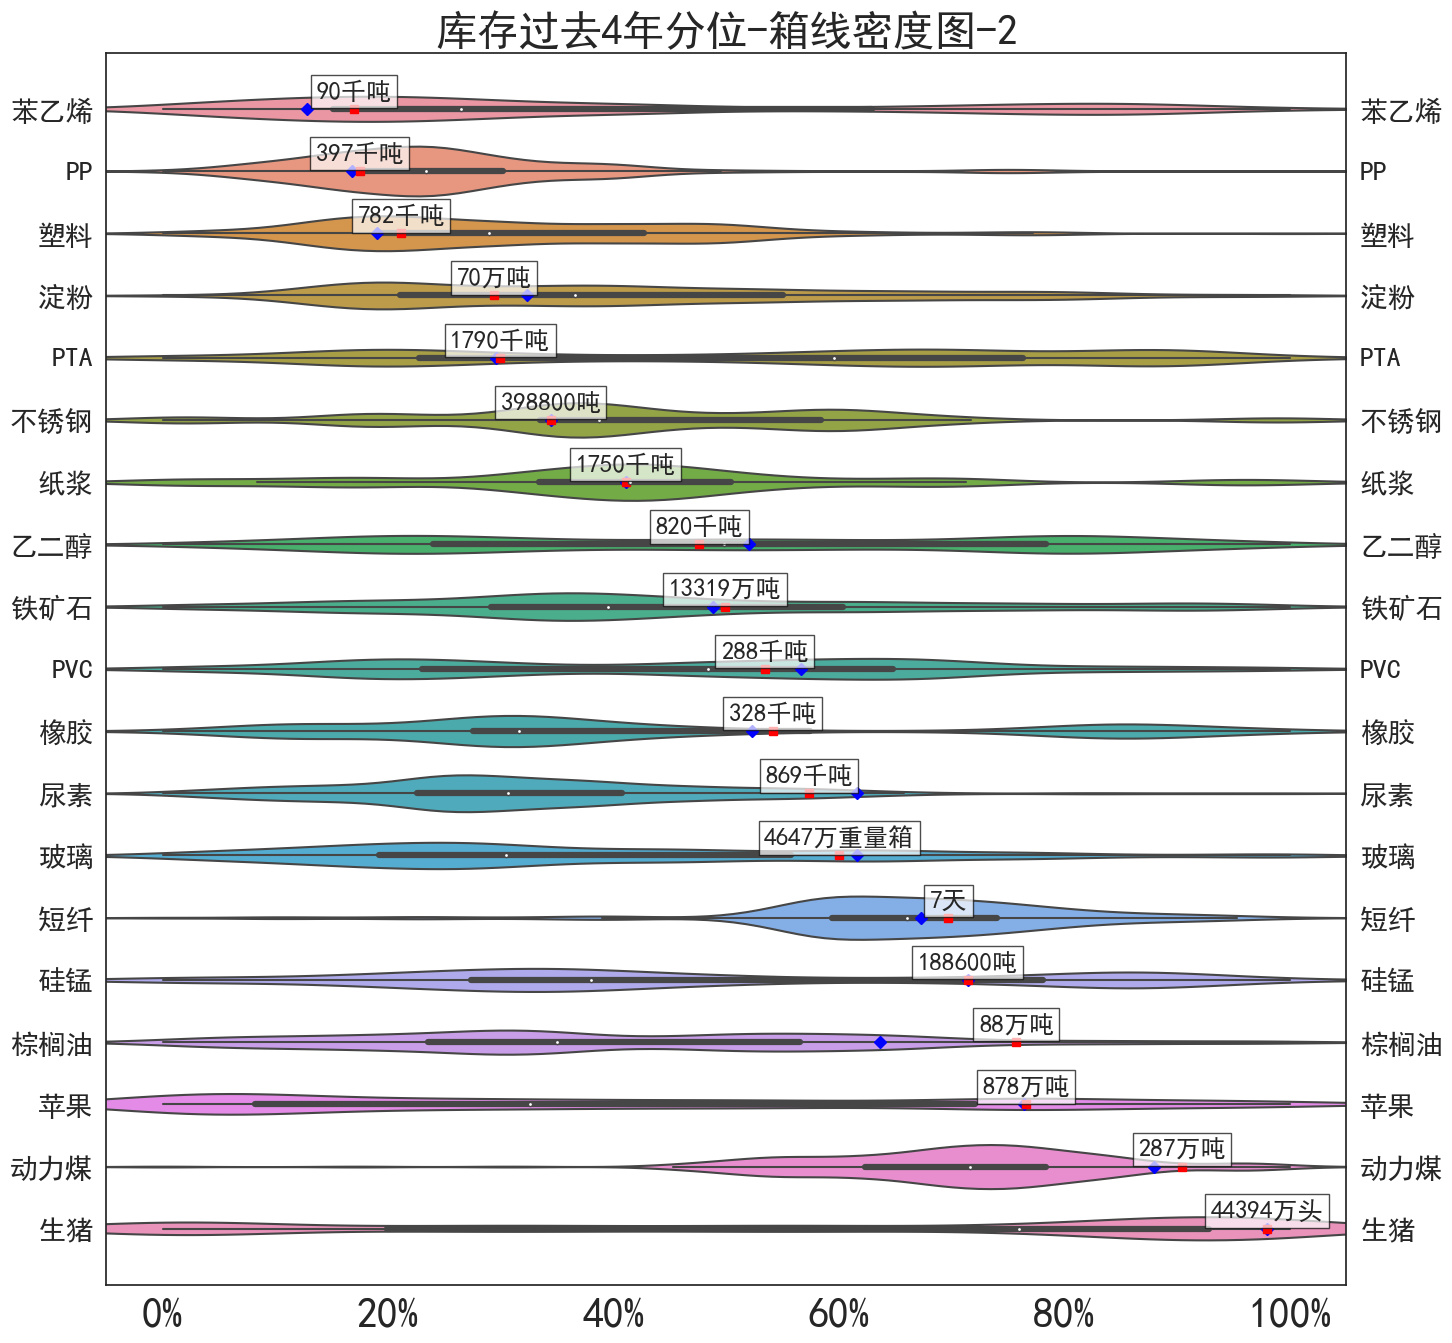 库存过去4年分位-箱线密度图-2
苯乙烯 90千吨 苯乙烯
PP 397千吨 PP
塑料 782千吨 塑料
淀粉 70万吨 淀粉
PTA 1790千吨 PTA
不锈钢 398800吨 不锈钢
纸浆 1750千吨 纸浆
乙二醇 820千吨 乙二醇
铁矿石 13319万吨 铁矿石
PVC 288千吨 PVC
橡胶 328千吨 橡胶
尿素 869千吨 尿素
玻璃 4647万重量箱 玻璃
短纤 7天 短纤
硅锰 188600吨 硅锰
棕榈油 88万吨 棕榈油
苹果 878万吨 苹果
动力煤 287万吨 动力煤
生猪 44394万头 生猪
0% 20% 40% 60% 80% 100%